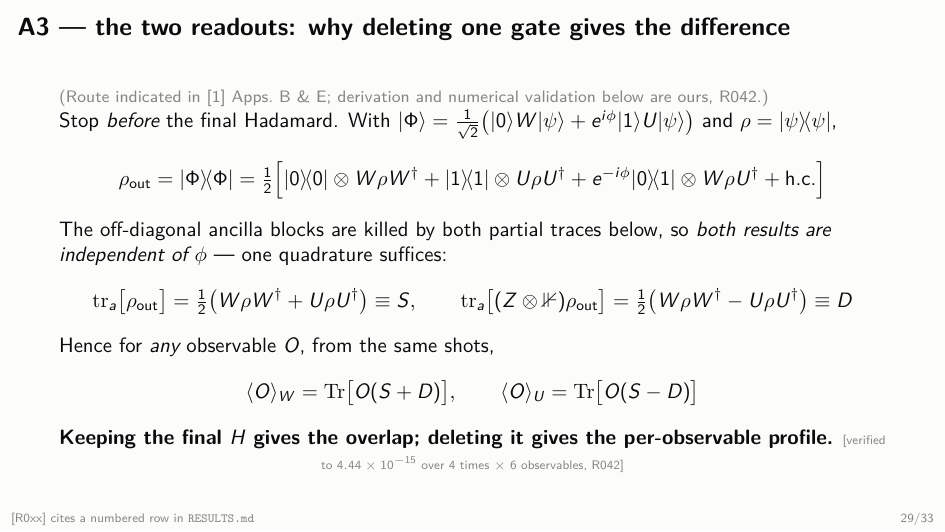 A3 — the two readouts: why deleting one gate gives the difference
(Route indicated in [1] Apps. B & E; derivation and numerical validation below are ours, R042.)
Stop before the final Hadamard. With |Φ⟩ = 1/√2 (|0⟩W|ψ⟩ + e^{iϕ}|1⟩U|ψ⟩) and ρ = |ψ⟩⟨ψ|,
ρ_out = |Φ⟩⟨Φ| = 1/2 [|0⟩⟨0| ⊗ WρW† + |1⟩⟨1| ⊗ UρU† + e^{−iϕ}|0⟩⟨1| ⊗ WρU† + h.c.]
The off-diagonal ancilla blocks are killed by both partial traces below, so both results are
independent of ϕ — one quadrature suffices:
tr_a[ρ_out] = 1/2 (WρW† + UρU†) ≡ S, tr_a[(Z ⊗ 𝟙)ρ_out] = 1/2 (WρW† − UρU†) ≡ D
Hence for any observable O, from the same shots,
⟨O⟩_W = Tr[O(S + D)], ⟨O⟩_U = Tr[O(S − D)]
Keeping the final H gives the overlap; deleting it gives the per-observable profile. [verified
to 4.44 × 10^{−15} over 4 times × 6 observables, R042]
[R0xx] cites a numbered row in RESULTS.md
29/33